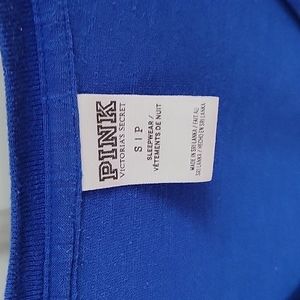 PINK
VICTORIA'S SECRET
S | P
SLEEPWEAR /
VÊTEMENTS DE NUIT
MADE IN SRI LANKA / FAIT AU
SRI LANKA / HECHO EN SRI LANKA